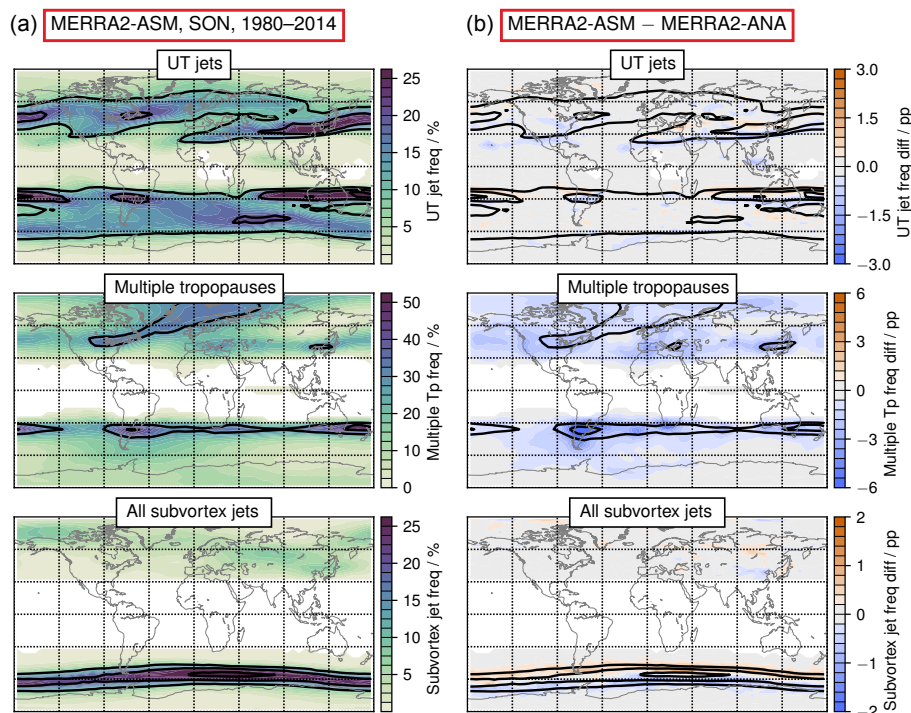 (a) MERRA2-ASM, SON, 1980–2014
(b) MERRA2-ASM − MERRA2-ANA
UT jets
25
20
15
10
5
UT jet freq / %
UT jets
3.0
1.5
0.0
−1.5
−3.0
UT jet freq diff / pp
Multiple tropopauses
50
40
30
20
10
0
Multiple Tp freq / %
Multiple tropopauses
6
3
0
−3
−6
Multiple Tp freq diff / pp
All subvortex jets
25
20
15
10
5
Subvortex jet freq / %
All subvortex jets
2
1
0
−1
−2
Subvortex jet freq diff / pp